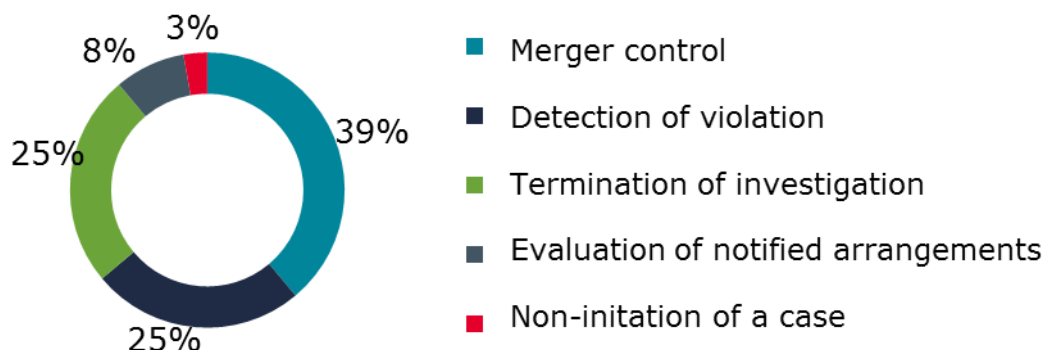 3%
8%
39%
25%
25%
Merger control
Detection of violation
Termination of investigation
Evaluation of notified arrangements
Non-initation of a case